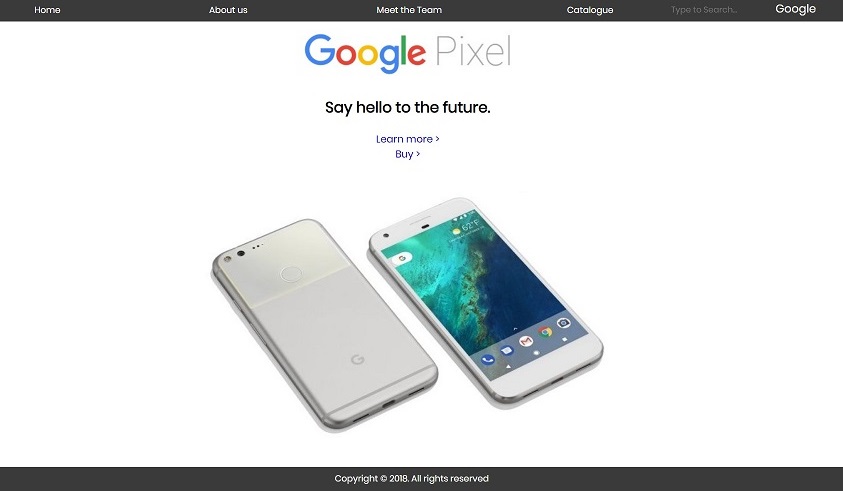 Home About us Meet the Team Catalogue Type to Search... Google
Google Pixel
Say hello to the future.
Learn more >
Buy >
62°F
G
G
Copyright © 2018. All rights reserved